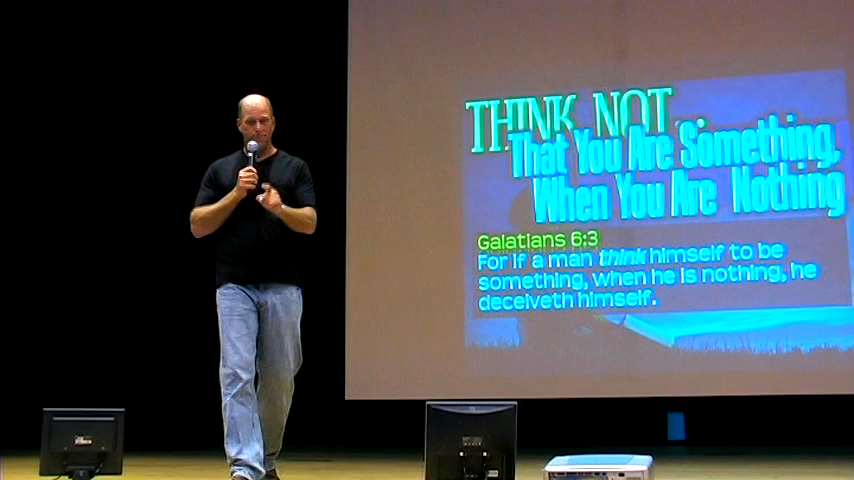 THINK NOT...
That You Are Something,
When You Are Nothing
Galatians 6:3
For if a man think himself to be
something, when he is nothing, he
deceiveth himself.